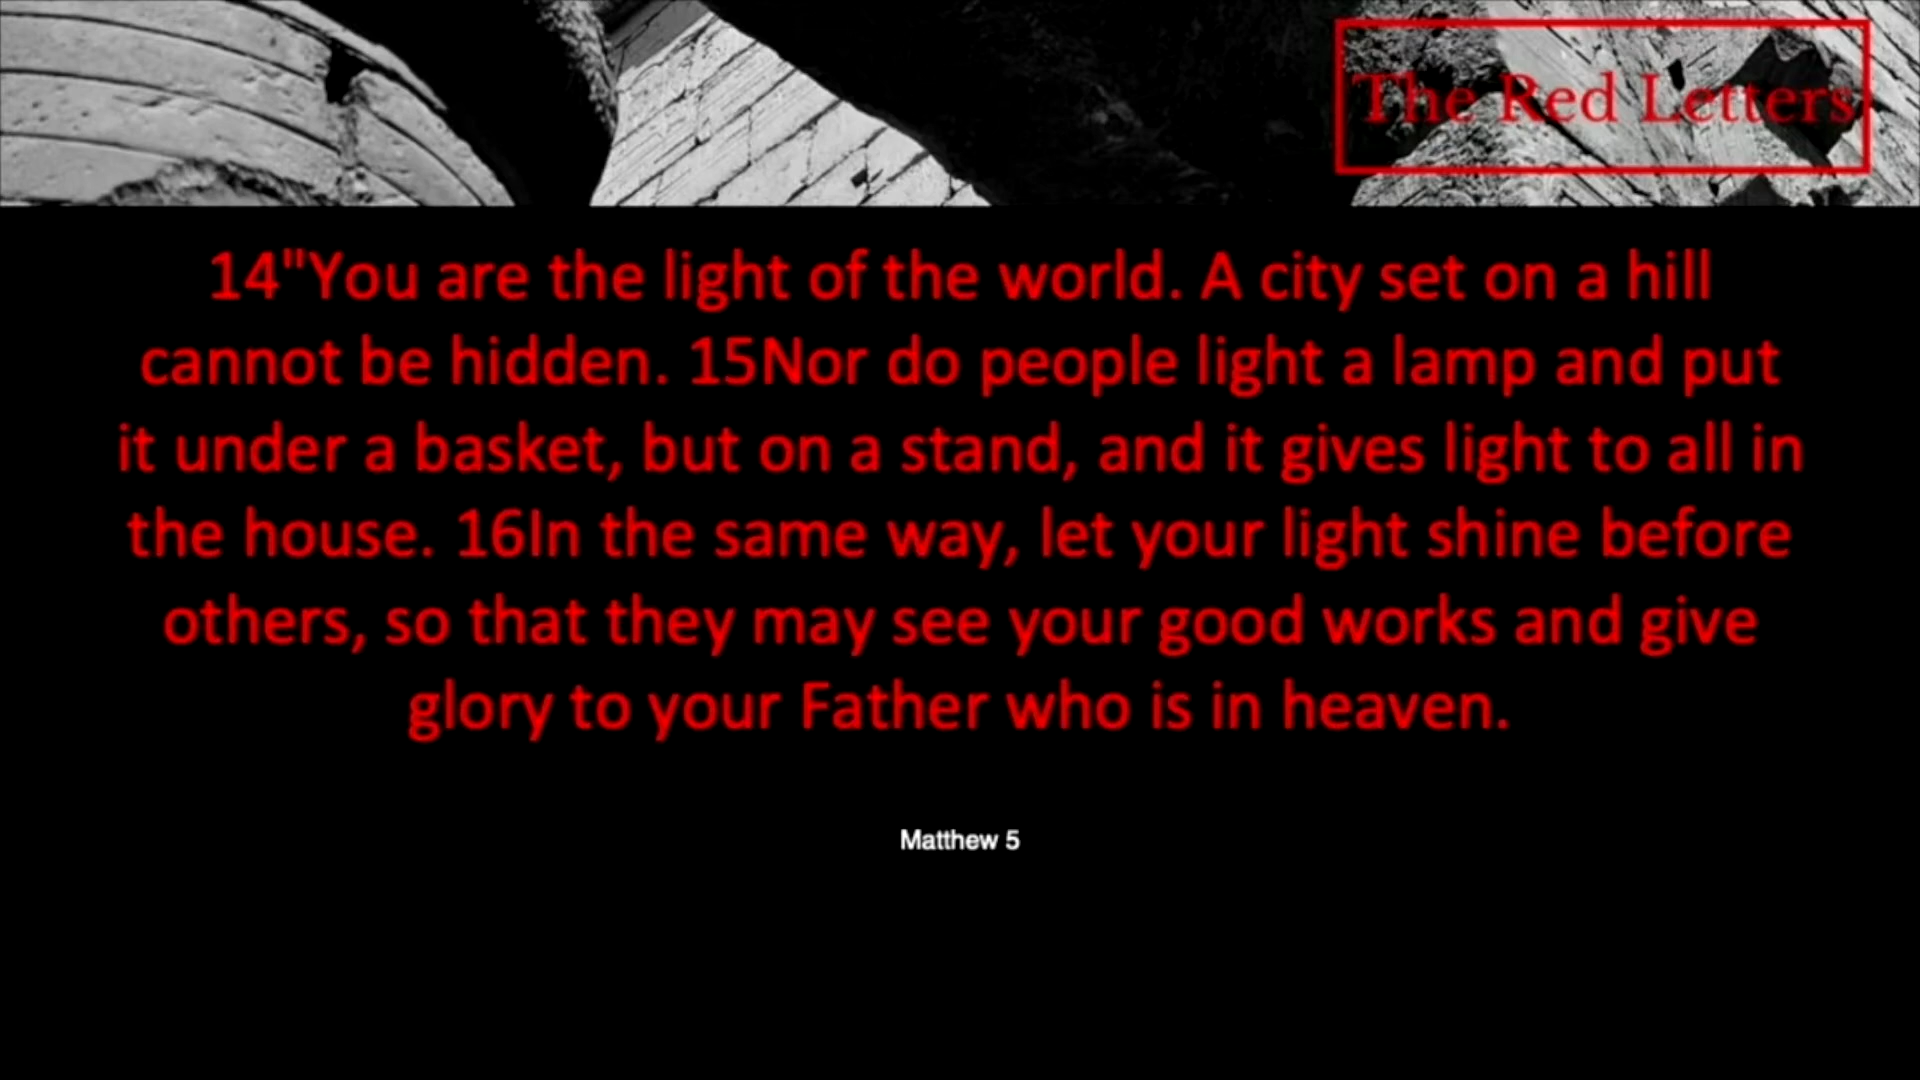 The Red Letters
14"You are the light of the world. A city set on a hill
cannot be hidden. 15Nor do people light a lamp and put
it under a basket, but on a stand, and it gives light to all in
the house. 16In the same way, let your light shine before
others, so that they may see your good works and give
glory to your Father who is in heaven.
Matthew 5